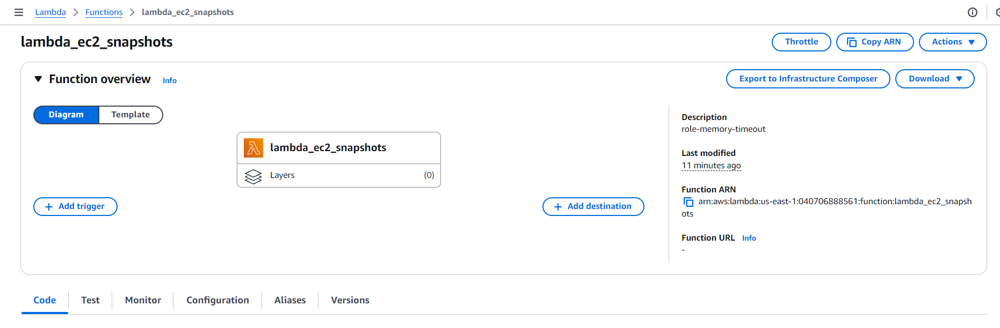 Lambda > Functions > lambda_ec2_snapshots
lambda_ec2_snapshots
Throttle
Copy ARN
Actions
Function overview Info
Export to Infrastructure Composer
Download
Diagram
Template
lambda_ec2_snapshots
Layers (0)
Add trigger
Add destination
Description
role-memory-timeout
Last modified
11 minutes ago
Function ARN
arn:aws:lambda:us-east-1:040706888561:function:lambda_ec2_snapsh
ots
Function URL Info
-
Code
Test
Monitor
Configuration
Aliases
Versions